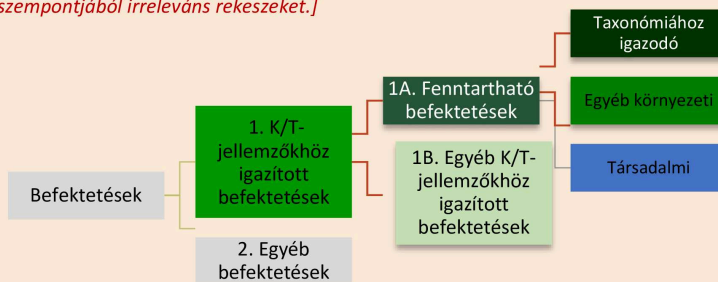 szempontjából irreleváns rekeszeket.]
Taxonómiához
igazodó
1A. Fenntartható
befektetések
Egyéb környezeti
1. K/T-
jellemzőkhöz
igazított
befektetések
1B. Egyéb K/T-
jellemzőkhöz
igazított
befektetések
Társadalmi
Befektetések
2. Egyéb
befektetések